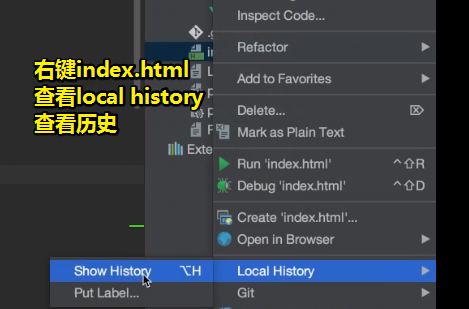 Inspect Code...
.g
in
Refactor
右键index.html
查看local history
查看历史
L
Add to Favorites
p
Delete...
p
Mark as Plain Text
R
Exte
Run 'index.html' ^⇧R
Debug 'index.html' ^⇧D
Create 'index.html'...
Open in Browser
Show History ⌥H
Local History
Put Label...
Git